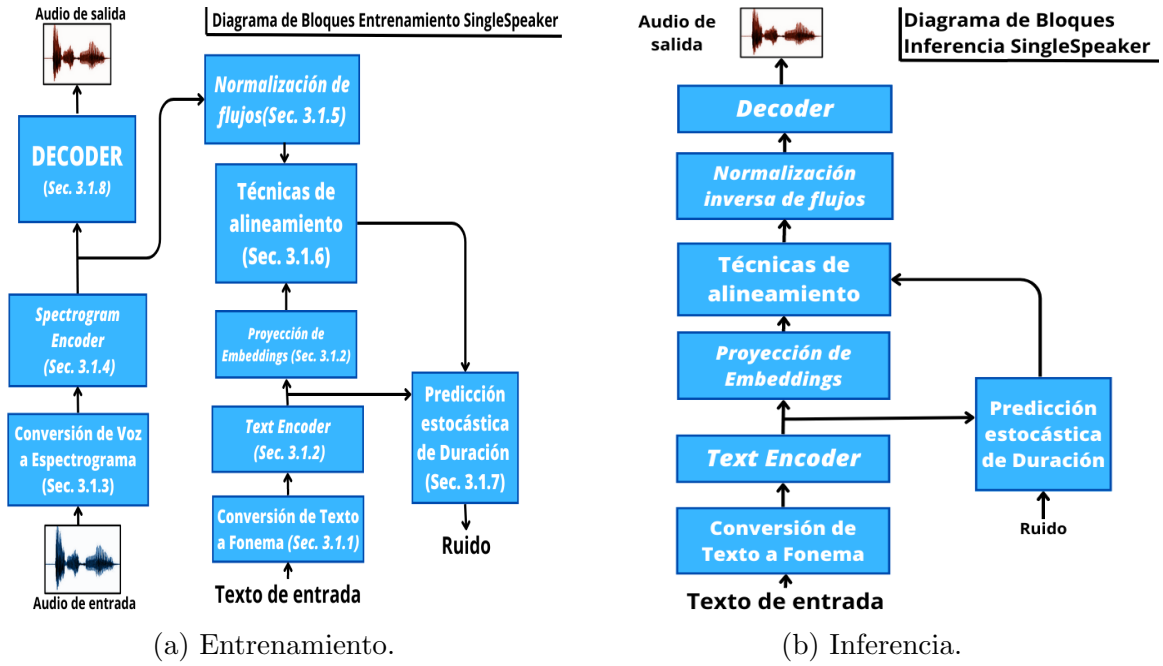 Audio de
salida
Diagrama de Bloques Entrenamiento SingleSpeaker
Normalización de
flujos(Sec. 3.1.5)
DECODER
(Sec. 3.1.8)
Técnicas de
alineamiento
(Sec. 3.1.6)
Spectrogram
Encoder
(Sec. 3.1.4)
Proyección de
Embeddings (Sec. 3.1.2)
Conversión de Voz
a Espectrograma
(Sec. 3.1.3)
Text Encoder
(Sec. 3.1.2)
Predicción
estocástica
de Duración
(Sec. 3.1.7)
Conversión de Texto
a Fonema (Sec. 3.1.1)
Ruido
Audio de entrada
Texto de entrada
(a) Entrenamiento.
Audio de
salida
Diagrama de Bloques
Inferencia SingleSpeaker
Decoder
Normalización
inversa de flujos
Técnicas de
alineamiento
Proyección de
Embeddings
Predicción
estocástica
de Duración
Text Encoder
Ruido
Conversión de
Texto a Fonema
Texto de entrada
(b) Inferencia.